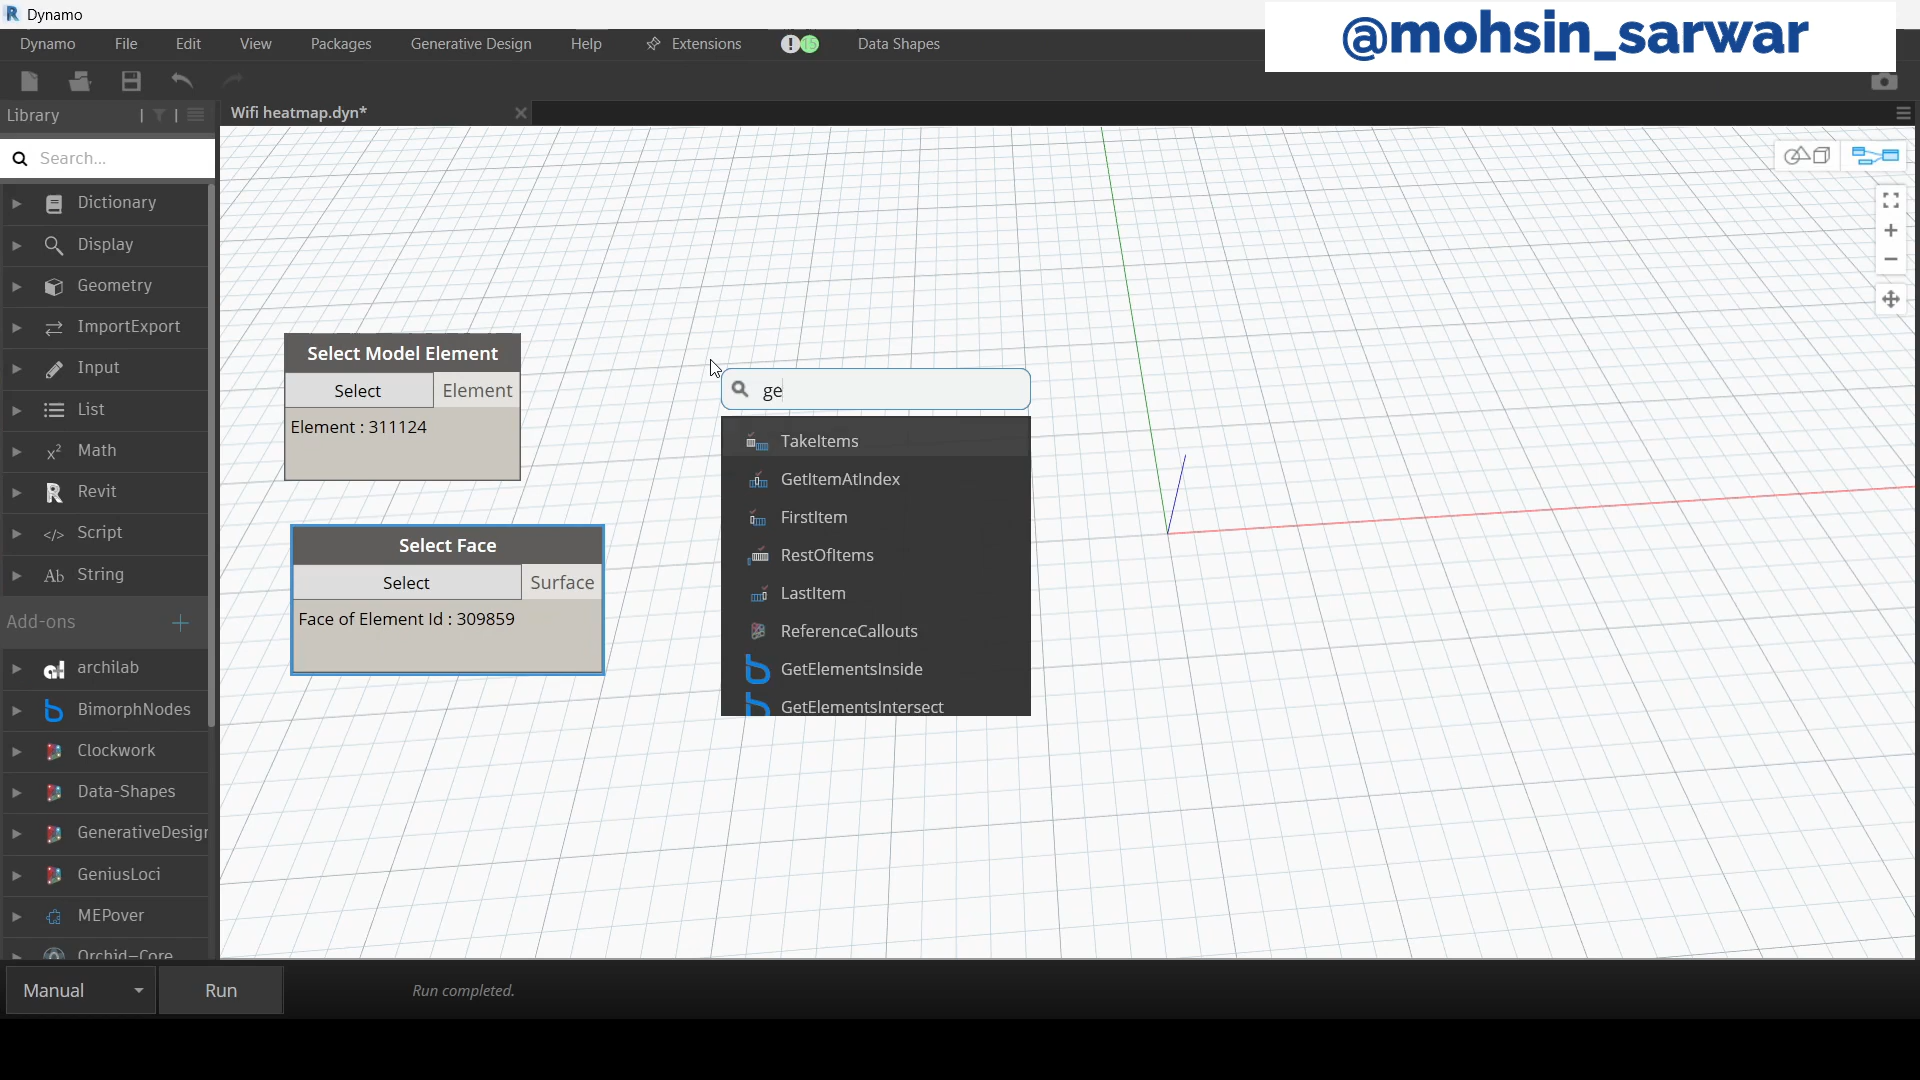 Dynamo
@mohsin_sarwar
Dynamo File Edit View Packages Generative Design Help Extensions ! 15 Data Shapes
Library
Wifi heatmap.dyn*
Search...
Dictionary
Display
Geometry
ImportExport
Input
List
Math
Revit
Script
String
Add-ons
archilab
BimorphNodes
Clockwork
Data-Shapes
GenerativeDesign
GeniusLoci
MEPover
Orchid-Core
Select Model Element
Select Element
Element : 311124
Select Face
Select Surface
Face of Element Id : 309859
ge
TakeItems
GetItemAtIndex
FirstItem
RestOfItems
LastItem
ReferenceCallouts
GetElementsInside
GetElementsIntersect
Manual Run Run completed.